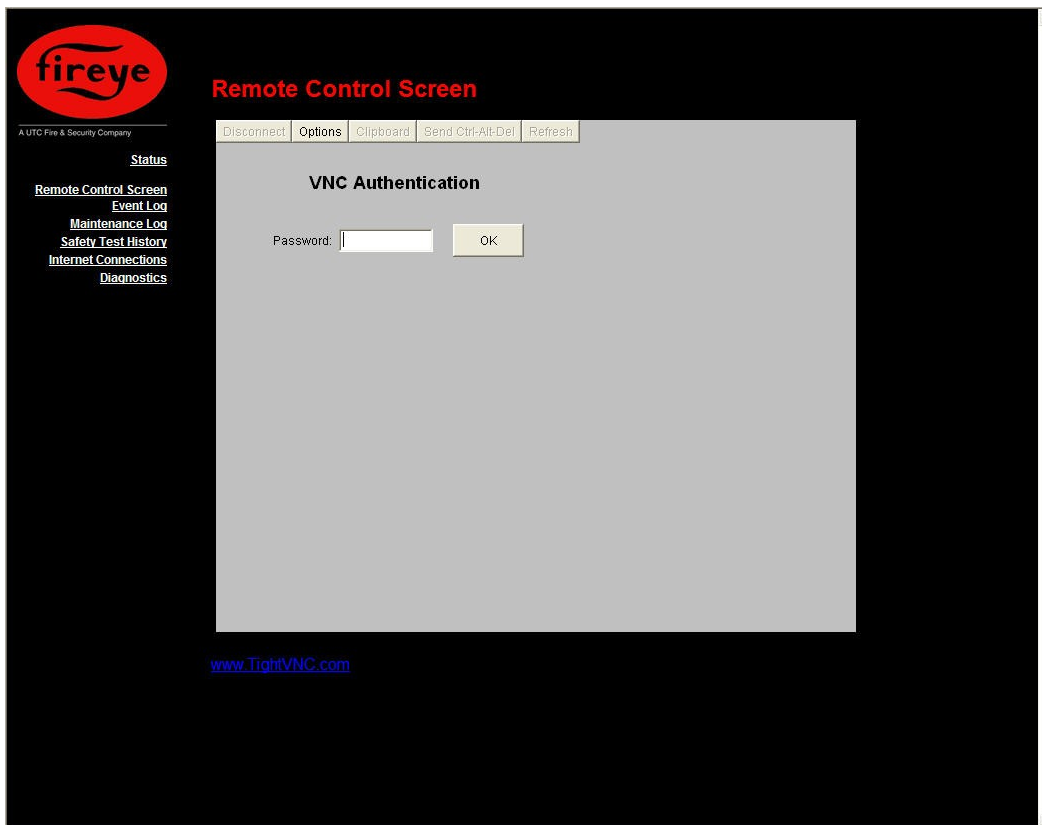 fireye
A UTC Fire & Security Company
Status
Remote Control Screen
Event Log
Maintenance Log
Safety Test History
Internet Connections
Diagnostics
Remote Control Screen
Disconnect Options Clipboard Send Ctrl-Alt-Del Refresh
VNC Authentication
Password: OK
www.TightVNC.com